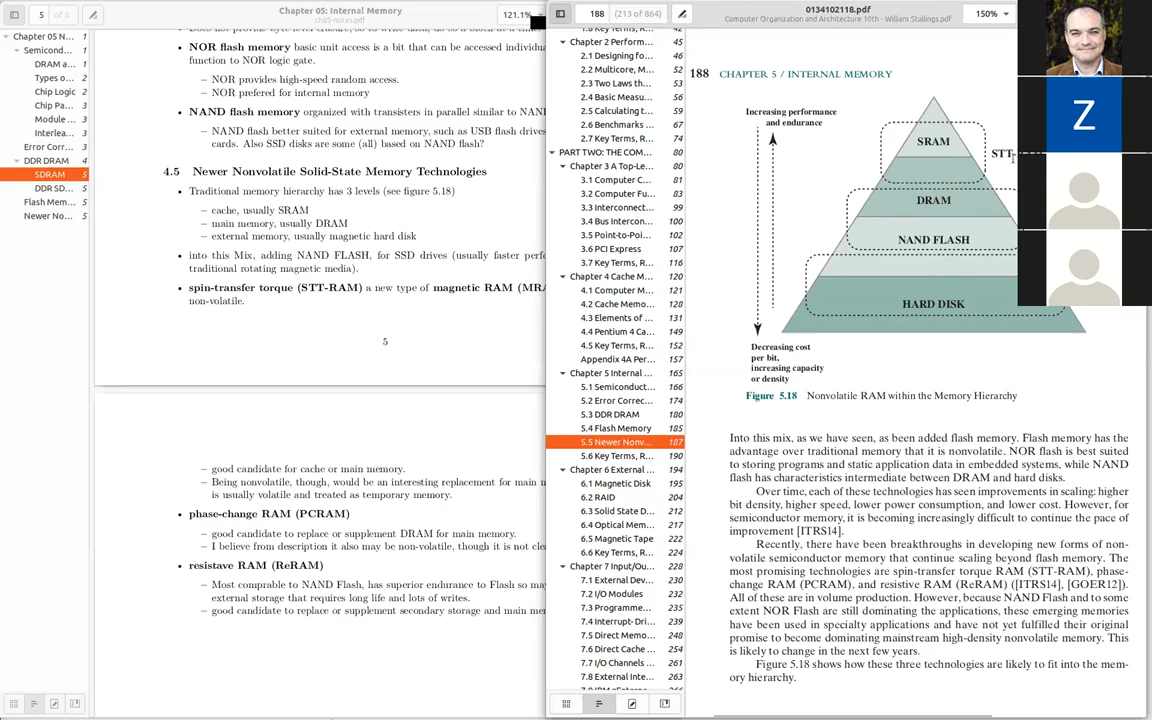 5 of 6
Chapter 05: Internal Memory
ch05-notes.pdf
121.1%
Chapter 05 N... 1
Semicond... 1
DRAM a... 1
Types o... 2
Chip Logic 2
Chip Pa... 3
Module ... 3
Interlea... 3
Error Corr... 3
DDR DRAM 4
SDRAM 5
DDR SD... 5
Flash Mem... 5
Newer No... 5
• NOR flash memory basic unit access is a bit that can be accessed individua
function to NOR logic gate.
– NOR provides high-speed random access.
– NOR prefered for internal memory
• NAND flash memory organized with transisters in parallel similar to NAN
– NAND flash better suited for external memory, such as USB flash drives
cards. Also SSD disks are some (all) based on NAND flash?
4.5 Newer Nonvolatile Solid-State Memory Technologies
• Traditional memory hierarchy has 3 levels (see figure 5.18)
– cache, usually SRAM
– main memory, usually DRAM
– external memory, usually magnetic hard disk
• into this Mix, adding NAND FLASH, for SSD drives (usually faster perfo
traditional rotating magnetic media).
• spin-transfer torque (STT-RAM) a new type of magnetic RAM (MRA
non-volatile.
5
– good candidate for cache or main memory.
– Being nonvolatile, though, would be an interesting replacement for main m
is usually volatile and treated as temporary memory.
• phase-change RAM (PCRAM)
– good candidate to replace or supplement DRAM for main memory.
– I believe from description it also may be non-volatile, though it is not cle
• resistave RAM (ReRAM)
– Most comprable to NAND Flash, has superior endurance to Flash so may
external storage that requires long life and lots of writes.
– good candidate to replace or supplement secondary storage and main mem
188 (213 of 864)
0134102118.pdf
Computer Organization and Architecture 10th - William Stallings.pdf
150%
1.8 Key Terms, R... 42
Chapter 2 Perform... 45
2.1 Designing fo... 46
2.2 Multicore, M... 52
2.3 Two Laws th... 53
2.4 Basic Measu... 56
2.5 Calculating t... 59
2.6 Benchmarks ... 67
2.7 Key Terms, R... 74
PART TWO: THE COM... 80
Chapter 3 A Top-Le... 80
3.1 Computer C... 81
3.2 Computer Fu... 83
3.3 Interconnect... 99
3.4 Bus Intercon... 100
3.5 Point-to-Poi... 102
3.6 PCI Express 107
3.7 Key Terms, R... 116
Chapter 4 Cache M... 120
4.1 Computer M... 121
4.2 Cache Memo... 128
4.3 Elements of ... 131
4.4 Pentium 4 Ca... 149
4.5 Key Terms, R... 152
Appendix 4A Per... 157
Chapter 5 Internal ... 165
5.1 Semiconduct... 166
5.2 Error Correc... 174
5.3 DDR DRAM 180
5.4 Flash Memory 185
5.5 Newer Nonv... 187
5.6 Key Terms, R... 190
Chapter 6 External ... 194
6.1 Magnetic Disk 195
6.2 RAID 204
6.3 Solid State D... 212
6.4 Optical Mem... 217
6.5 Magnetic Tape 222
6.6 Key Terms, R... 224
Chapter 7 Input/Ou... 228
7.1 External Dev... 230
7.2 I/O Modules 232
7.3 Programme... 235
7.4 Interrupt- Dri... 239
7.5 Direct Memo... 248
7.6 Direct Cache ... 254
7.7 I/O Channels ... 261
7.8 External Inte... 263
188 CHAPTER 5 / INTERNAL MEMORY
Increasing performance
and endurance
SRAM
STT-
DRAM
NAND FLASH
HARD DISK
Decreasing cost
per bit,
increasing capacity
or density
Figure 5.18 Nonvolatile RAM within the Memory Hierarchy
Into this mix, as we have seen, as been added flash memory. Flash memory has the
advantage over traditional memory that it is nonvolatile. NOR flash is best suited
to storing programs and static application data in embedded systems, while NAND
flash has characteristics intermediate between DRAM and hard disks.
Over time, each of these technologies has seen improvements in scaling: higher
bit density, higher speed, lower power consumption, and lower cost. However, for
semiconductor memory, it is becoming increasingly difficult to continue the pace of
improvement [ITRS14].
Recently, there have been breakthroughs in developing new forms of non-
volatile semiconductor memory that continue scaling beyond flash memory. The
most promising technologies are spin-transfer torque RAM (STT-RAM), phase-
change RAM (PCRAM), and resistive RAM (ReRAM) ([ITRS14], [GOER12]).
All of these are in volume production. However, because NAND Flash and to some
extent NOR Flash are still dominating the applications, these emerging memories
have been used in specialty applications and have not yet fulfilled their original
promise to become dominating mainstream high-density nonvolatile memory. This
is likely to change in the next few years.
Figure 5.18 shows how these three technologies are likely to fit into the mem-
ory hierarchy.
Z